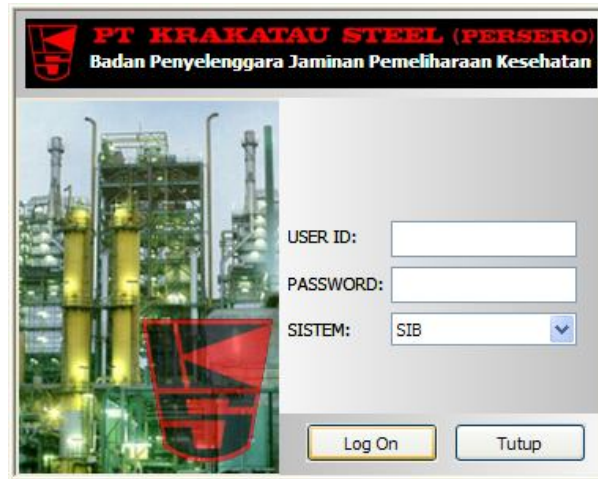 PT KRAKATAU STEEL (PERSERO)
Badan Penyelenggara Jaminan Pemeliharaan Kesehatan
USER ID:
PASSWORD:
SISTEM: SIB
Log On Tutup